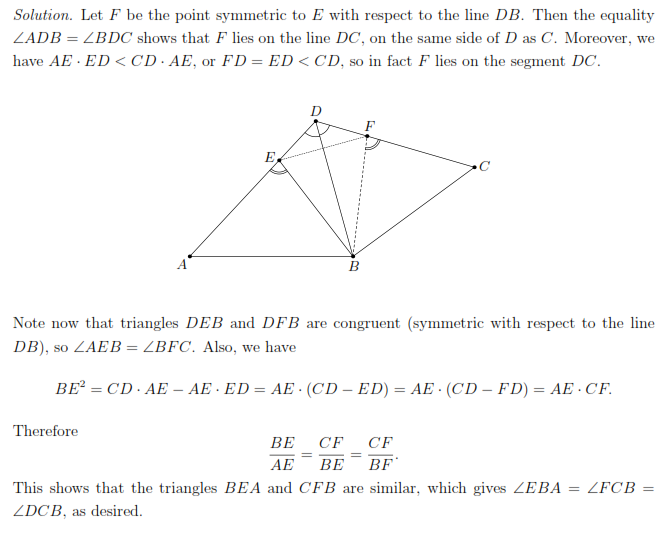 Solution. Let F be the point symmetric to E with respect to the line DB. Then the equality
∠ADB = ∠BDC shows that F lies on the line DC, on the same side of D as C. Moreover, we
have AE · ED < CD · AE, or FD = ED < CD, so in fact F lies on the segment DC.
D
F
E
C
A
B
Note now that triangles DEB and DFB are congruent (symmetric with respect to the line
DB), so ∠AEB = ∠BFC. Also, we have
BE² = CD · AE − AE · ED = AE · (CD − ED) = AE · (CD − FD) = AE · CF.
Therefore
BE/AE = CF/BE = CF/BF.
This shows that the triangles BEA and CFB are similar, which gives ∠EBA = ∠FCB =
∠DCB, as desired.